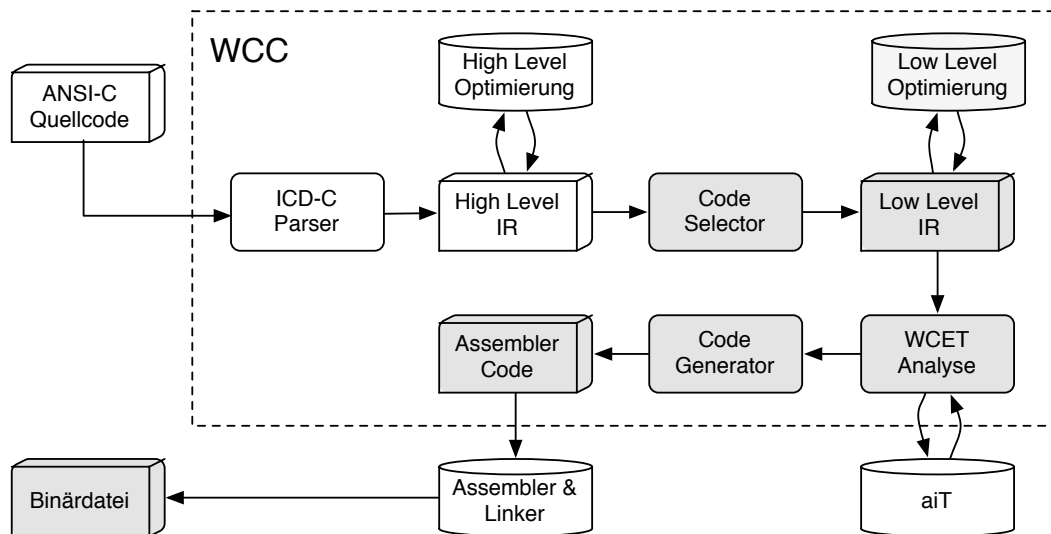 WCC
High Level
Optimierung
Low Level
Optimierung
ANSI-C
Quellcode
ICD-C
Parser
High Level
IR
Code
Selector
Low Level
IR
Assembler
Code
Code
Generator
WCET
Analyse
Binärdatei
Assembler &
Linker
aiT